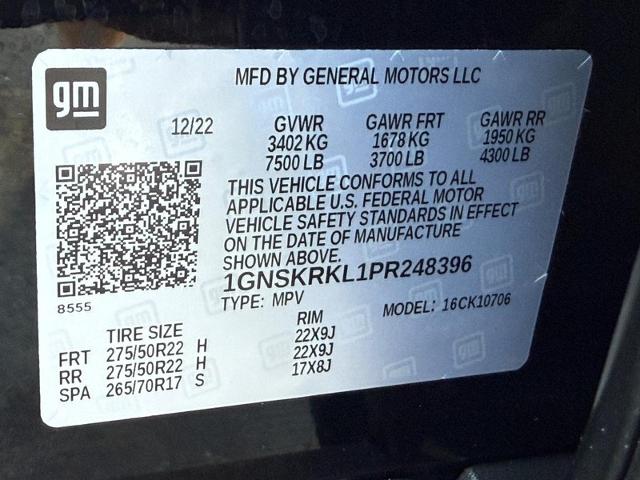 gm
MFD BY GENERAL MOTORS LLC
12/22 GVWR GAWR FRT GAWR RR
3402 KG 1678 KG 1950 KG
7500 LB 3700 LB 4300 LB
THIS VEHICLE CONFORMS TO ALL
APPLICABLE U.S. FEDERAL MOTOR
VEHICLE SAFETY STANDARDS IN EFFECT
ON THE DATE OF MANUFACTURE
SHOWN ABOVE.
1GNSKRKL1PR248396
8555
TYPE: MPV MODEL: 16CK10706
TIRE SIZE RIM
FRT 275/50R22 H 22X9J
RR 275/50R22 H 22X9J
SPA 265/70R17 S 17X8J